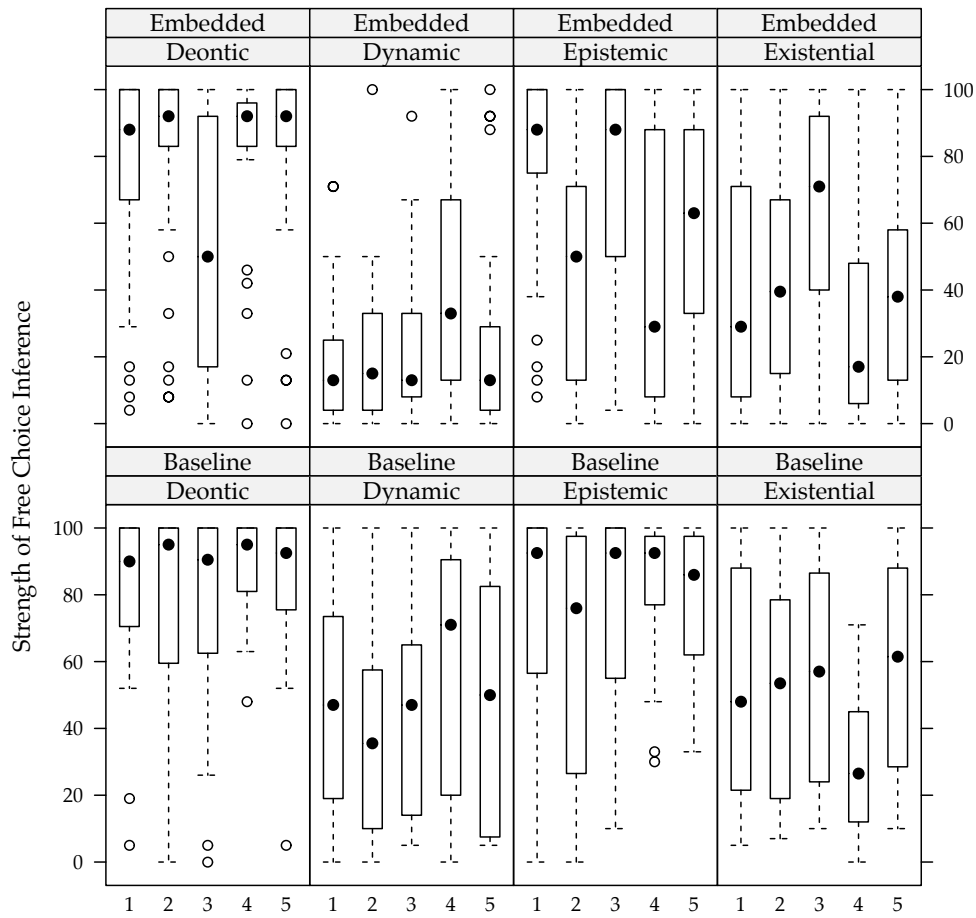 Embedded Embedded Embedded Embedded
Deontic Dynamic Epistemic Existential
100
80
60
40
20
0
Strength of Free Choice Inference
Baseline Baseline Baseline Baseline
Deontic Dynamic Epistemic Existential
100
80
60
40
20
0
1 2 3 4 5 1 2 3 4 5 1 2 3 4 5 1 2 3 4 5